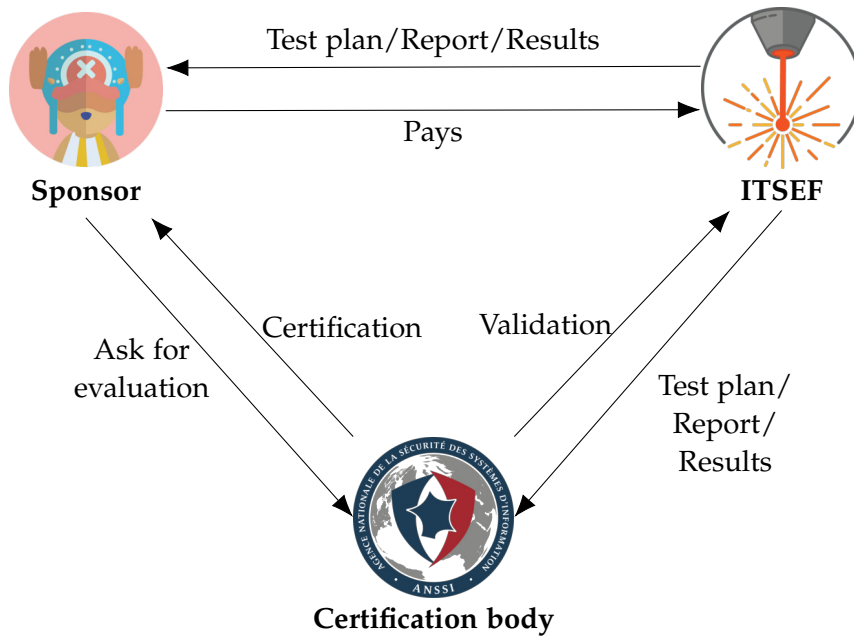 Test plan/Report/Results
Pays
Sponsor
ITSEF
Certification
Validation
Ask for
evaluation
Test plan/
Report/
Results
AGENCE NATIONALE DE LA SÉCURITÉ DES SYSTÈMES D'INFORMATION
• ANSSI •
Certification body